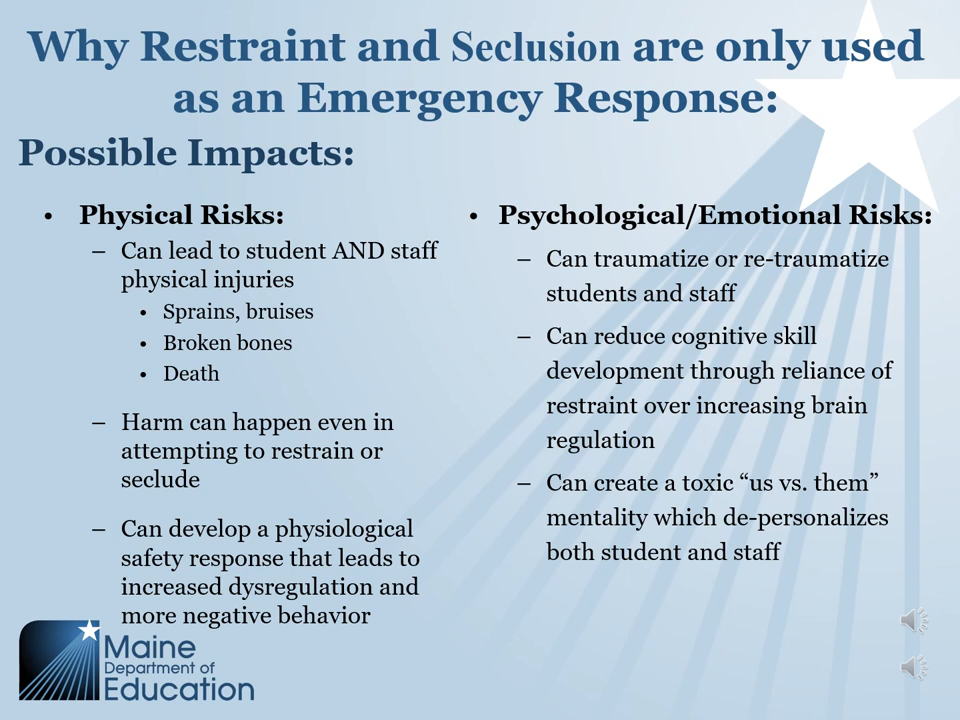 Why Restraint and Seclusion are only used
as an Emergency Response:
Possible Impacts:
• Physical Risks:
– Can lead to student AND staff
physical injuries
• Sprains, bruises
• Broken bones
• Death
– Harm can happen even in
attempting to restrain or
seclude
– Can develop a physiological
safety response that leads to
increased dysregulation and
more negative behavior
• Psychological/Emotional Risks:
– Can traumatize or re-traumatize
students and staff
– Can reduce cognitive skill
development through reliance of
restraint over increasing brain
regulation
– Can create a toxic “us vs. them”
mentality which de-personalizes
both student and staff
Maine
Department of
Education